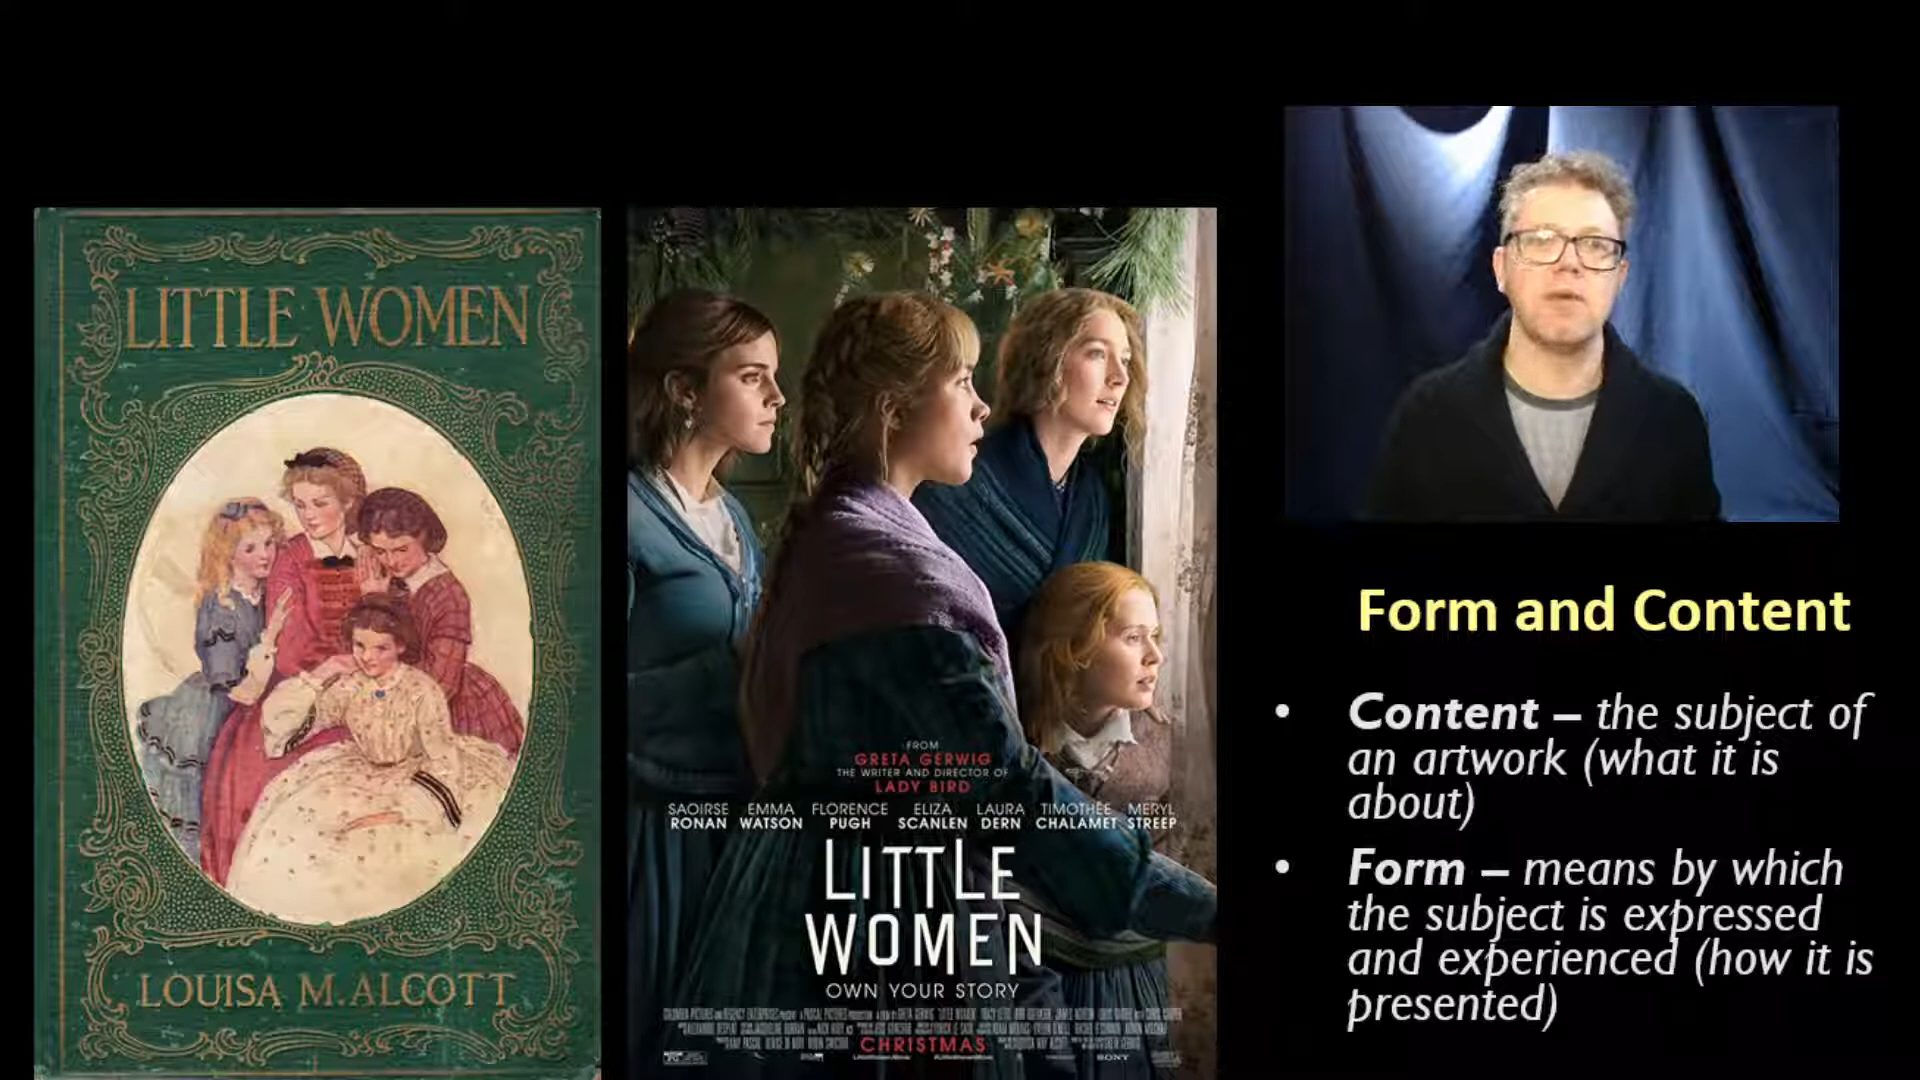 LITTLE WOMEN
LOUISA M. ALCOTT
FROM
GRETA GERWIG
THE WRITER AND DIRECTOR OF
LADY BIRD
SAOIRSE RONAN EMMA WATSON FLORENCE PUGH ELIZA SCANLEN LAURA DERN TIMOTHÉE CHALAMET MERYL STREEP
LITTLE
WOMEN
OWN YOUR STORY
CHRISTMAS
SONY
Form and Content
• Content – the subject of
an artwork (what it is
about)
• Form – means by which
the subject is expressed
and experienced (how it is
presented)